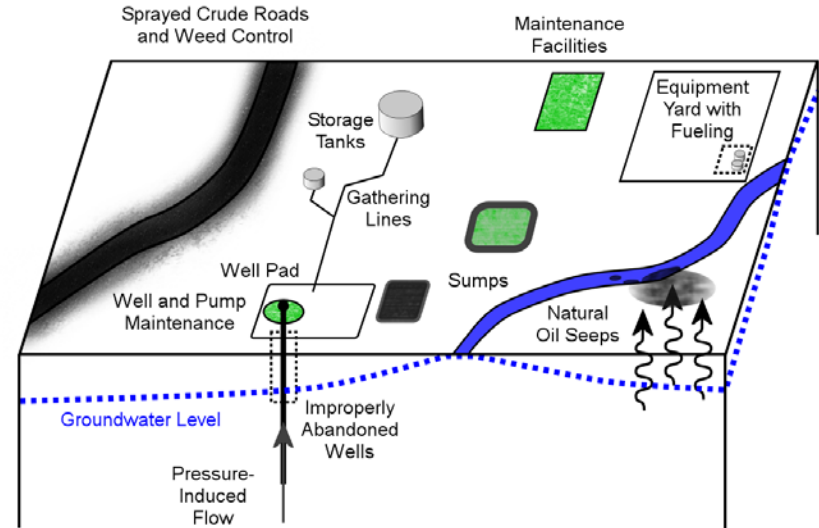 Sprayed Crude Roads
and Weed Control
Maintenance
Facilities
Equipment
Yard with
Fueling
Storage
Tanks
Gathering
Lines
Well Pad
Sumps
Well and Pump
Maintenance
Natural
Oil Seeps
Groundwater Level
Improperly
Abandoned
Wells
Pressure-
Induced
Flow